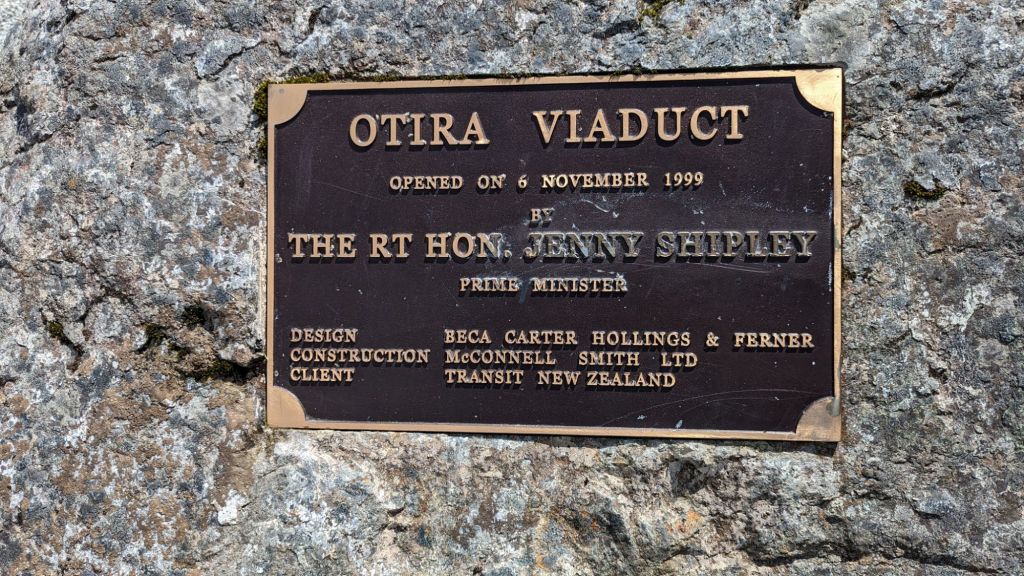 OTIRA VIADUCT
OPENED ON 6 NOVEMBER 1999
BY
THE RT HON. JENNY SHIPLEY
PRIME MINISTER
DESIGN BECA CARTER HOLLINGS & FERNER
CONSTRUCTION McCONNELL SMITH LTD
CLIENT TRANSIT NEW ZEALAND